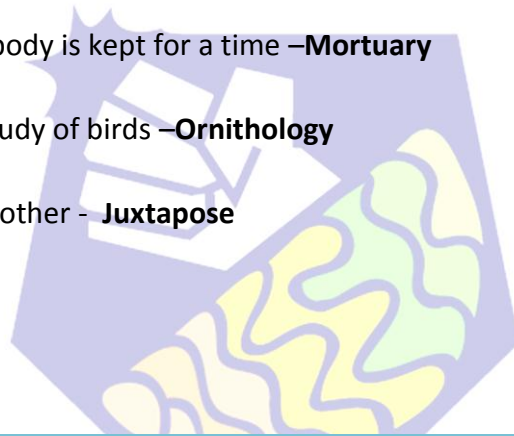 body is kept for a time –Mortuary
udy of birds –Ornithology
other - Juxtapose